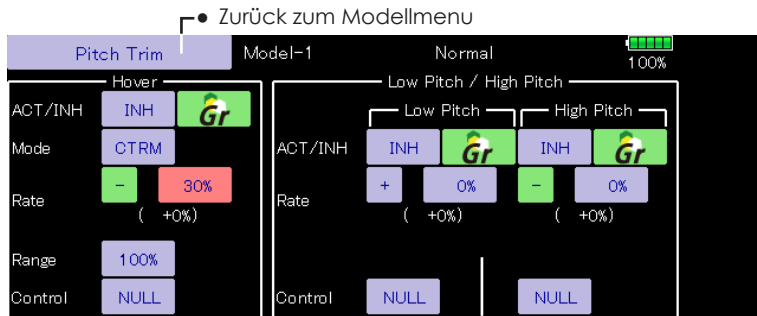 Zurück zum Modellmenu
Pitch Trim Model-1 Normal 100%
Hover Low Pitch / High Pitch
Low Pitch High Pitch
ACT/INH INH Gr ACT/INH INH Gr INH Gr
Mode CTRM
Rate - 30% Rate + 0% - 0%
( +0%) ( +0%) ( +0%)
Range 100%
Control NULL Control NULL NULL